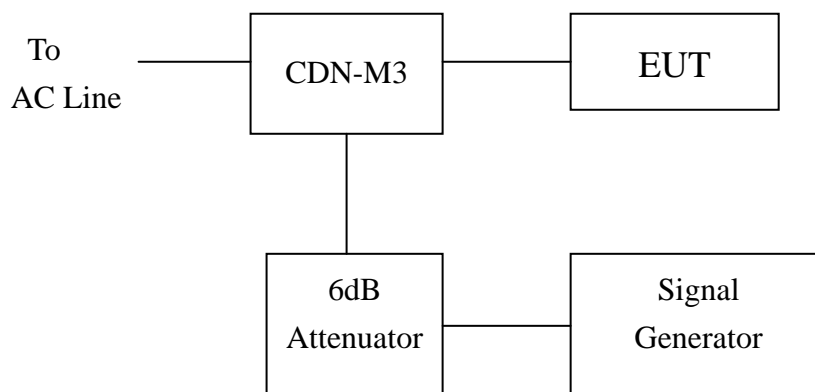 To
AC Line
CDN-M3
EUT
6dB
Attenuator
Signal
Generator